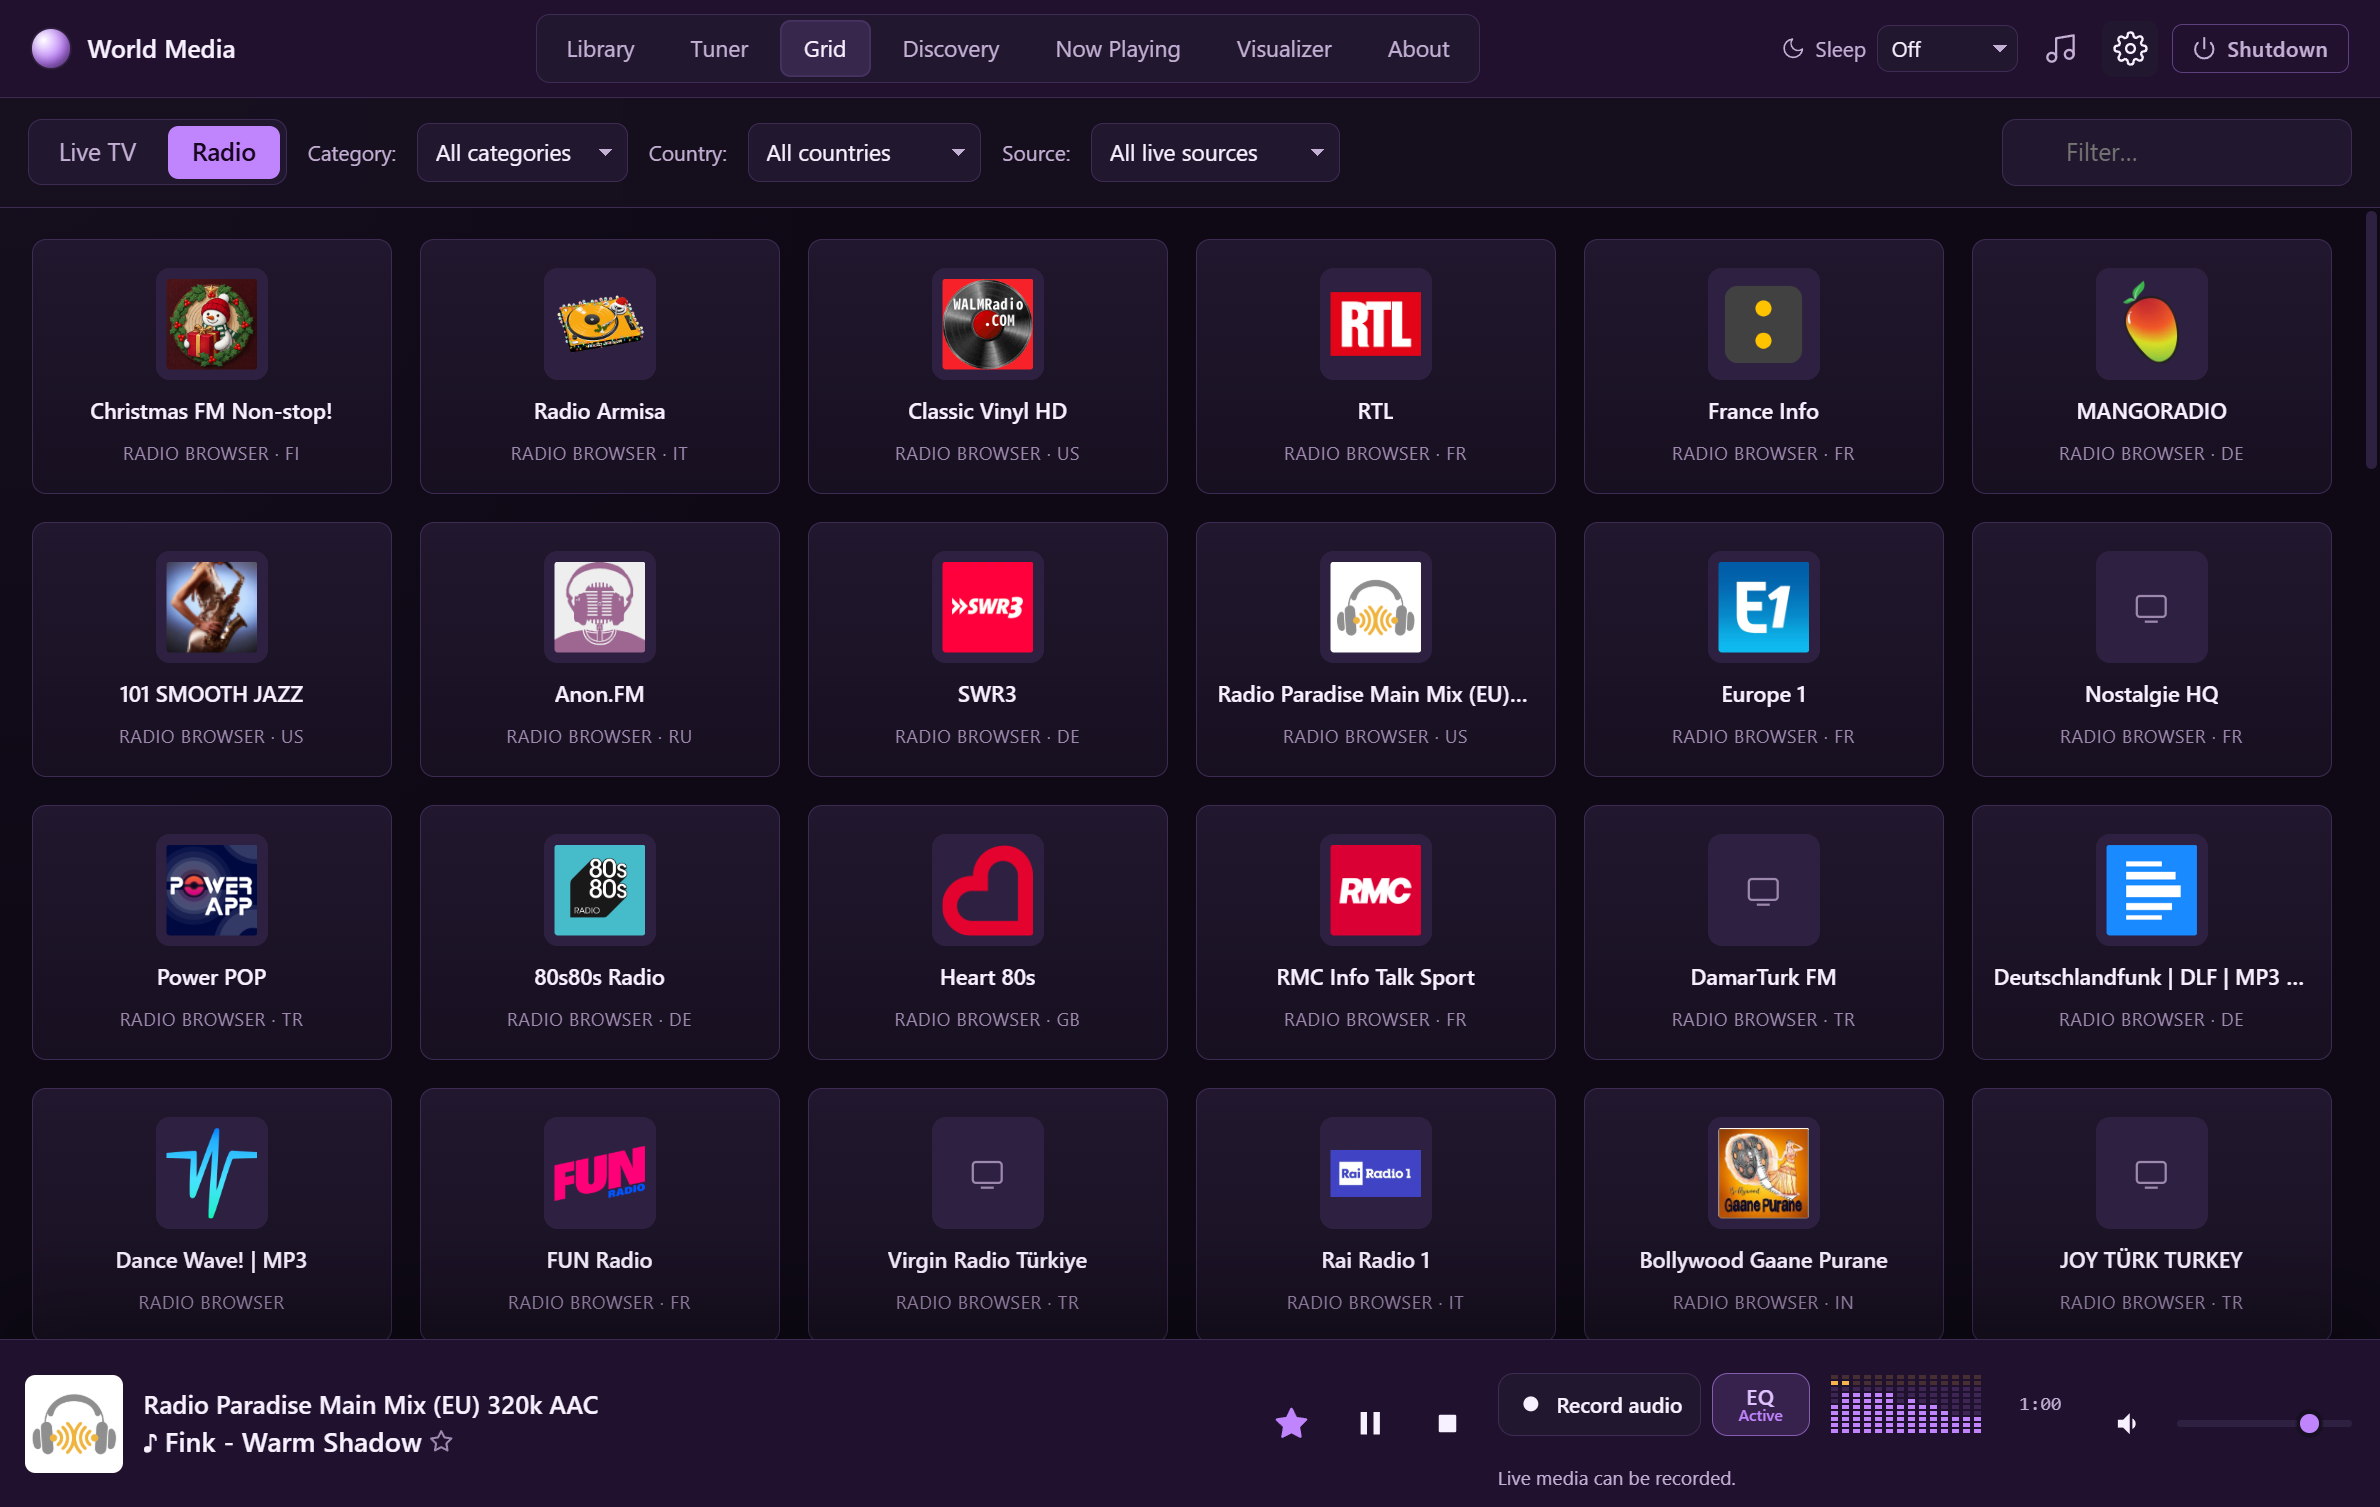 World Media
Library
Tuner
Grid
Discovery
Now Playing
Visualizer
About
Sleep
Off
Shutdown
Live TV
Radio
Category:
All categories
Country:
All countries
Source:
All live sources
Filter...
WALMRadio
.COM
RTL
Christmas FM Non-stop!
Radio Armisa
Classic Vinyl HD
RTL
France Info
MANGORADIO
RADIO BROWSER · FI
RADIO BROWSER · IT
RADIO BROWSER · US
RADIO BROWSER · FR
RADIO BROWSER · FR
RADIO BROWSER · DE
SWR3
E1
101 SMOOTH JAZZ
Anon.FM
SWR3
Radio Paradise Main Mix (EU)...
Europe 1
Nostalgie HQ
RADIO BROWSER · US
RADIO BROWSER · RU
RADIO BROWSER · DE
RADIO BROWSER · US
RADIO BROWSER · FR
RADIO BROWSER · FR
POWER
APP
80s
80s
RADIO
RMC
Power POP
80s80s Radio
Heart 80s
RMC Info Talk Sport
DamarTurk FM
Deutschlandfunk | DLF | MP3 ...
RADIO BROWSER · TR
RADIO BROWSER · DE
RADIO BROWSER · GB
RADIO BROWSER · FR
RADIO BROWSER · TR
RADIO BROWSER · DE
FUN
RADIO
Rai Radio 1
Bollywood
Gaane Purane
Dance Wave! | MP3
FUN Radio
Virgin Radio Türkiye
Rai Radio 1
Bollywood Gaane Purane
JOY TÜRK TURKEY
RADIO BROWSER
RADIO BROWSER · FR
RADIO BROWSER · TR
RADIO BROWSER · IT
RADIO BROWSER · IN
RADIO BROWSER · TR
Radio Paradise Main Mix (EU) 320k AAC
Fink - Warm Shadow
Record audio
EQ
Active
1:00
Live media can be recorded.